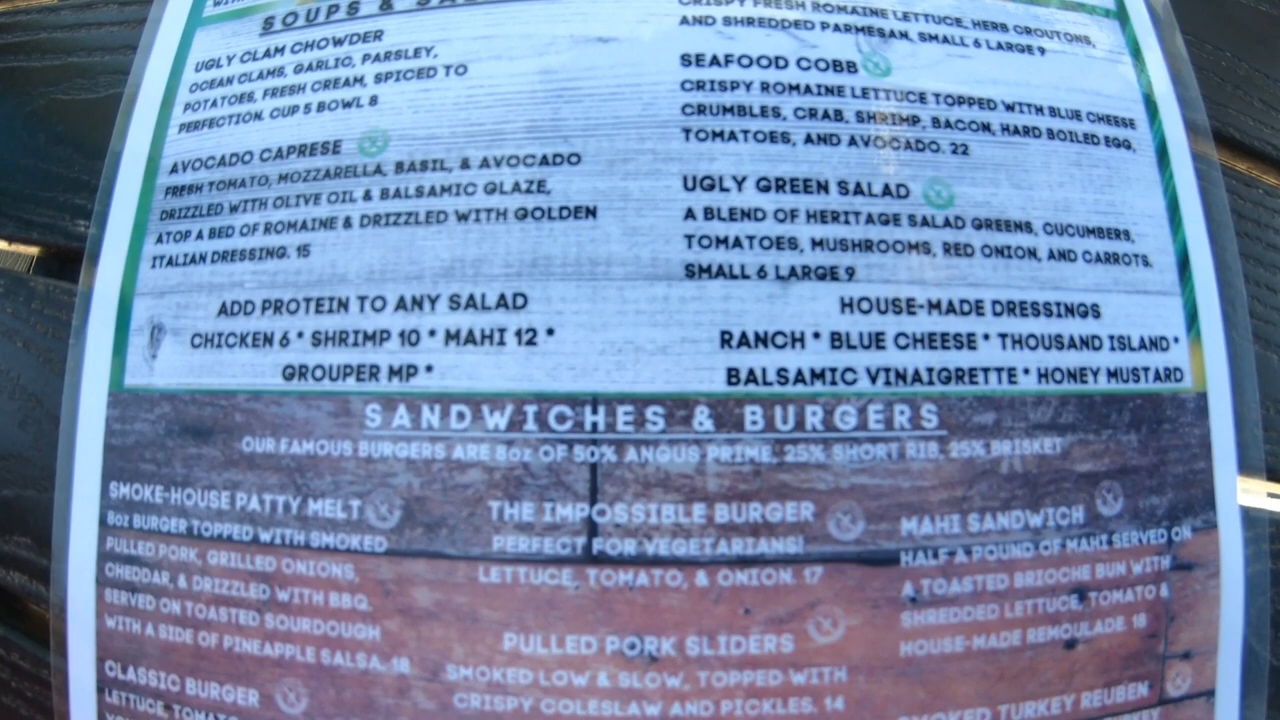 SOUPS &
UGLY CLAM CHOWDER
OCEAN CLAMS, GARLIC, PARSLEY,
POTATOES, FRESH CREAM, SPICED TO
PERFECTION. CUP 5 BOWL 8
AVOCADO CAPRESE
FRESH TOMATO, MOZZARELLA, BASIL, & AVOCADO
DRIZZLED WITH OLIVE OIL & BALSAMIC GLAZE,
ATOP A BED OF ROMAINE & DRIZZLED WITH GOLDEN
ITALIAN DRESSING. 15
ADD PROTEIN TO ANY SALAD
CHICKEN 6 * SHRIMP 10 * MAHI 12 *
GROUPER MP *
CRISPY FRESH ROMAINE LETTUCE, HERB CROUTONS,
AND SHREDDED PARMESAN. SMALL 6 LARGE 9
SEAFOOD COBB
CRISPY ROMAINE LETTUCE TOPPED WITH BLUE CHEESE
CRUMBLES, CRAB, SHRIMP, BACON, HARD BOILED EGG,
TOMATOES, AND AVOCADO. 22
UGLY GREEN SALAD
A BLEND OF HERITAGE SALAD GREENS, CUCUMBERS,
TOMATOES, MUSHROOMS, RED ONION, AND CARROTS.
SMALL 6 LARGE 9
HOUSE-MADE DRESSINGS
RANCH * BLUE CHEESE * THOUSAND ISLAND *
BALSAMIC VINAIGRETTE * HONEY MUSTARD
SANDWICHES & BURGERS
OUR FAMOUS BURGERS ARE 8oz OF 50% ANGUS PRIME, 25% SHORT RIB, 25% BRISKET
SMOKE-HOUSE PATTY MELT
8oz BURGER TOPPED WITH SMOKED
PULLED PORK, GRILLED ONIONS,
CHEDDAR, & DRIZZLED WITH BBQ.
SERVED ON TOASTED SOURDOUGH
WITH A SIDE OF PINEAPPLE SALSA. 18
CLASSIC BURGER
LETTUCE, TOMATO
THE IMPOSSIBLE BURGER
PERFECT FOR VEGETARIANS!
LETTUCE, TOMATO, & ONION. 17
PULLED PORK SLIDERS
SMOKED LOW & SLOW, TOPPED WITH
CRISPY COLESLAW AND PICKLES. 14
MAHI SANDWICH
HALF A POUND OF MAHI SERVED ON
A TOASTED BRIOCHE BUN WITH
SHREDDED LETTUCE, TOMATO &
HOUSE-MADE REMOULADE. 18
SMOKED TURKEY REUBEN